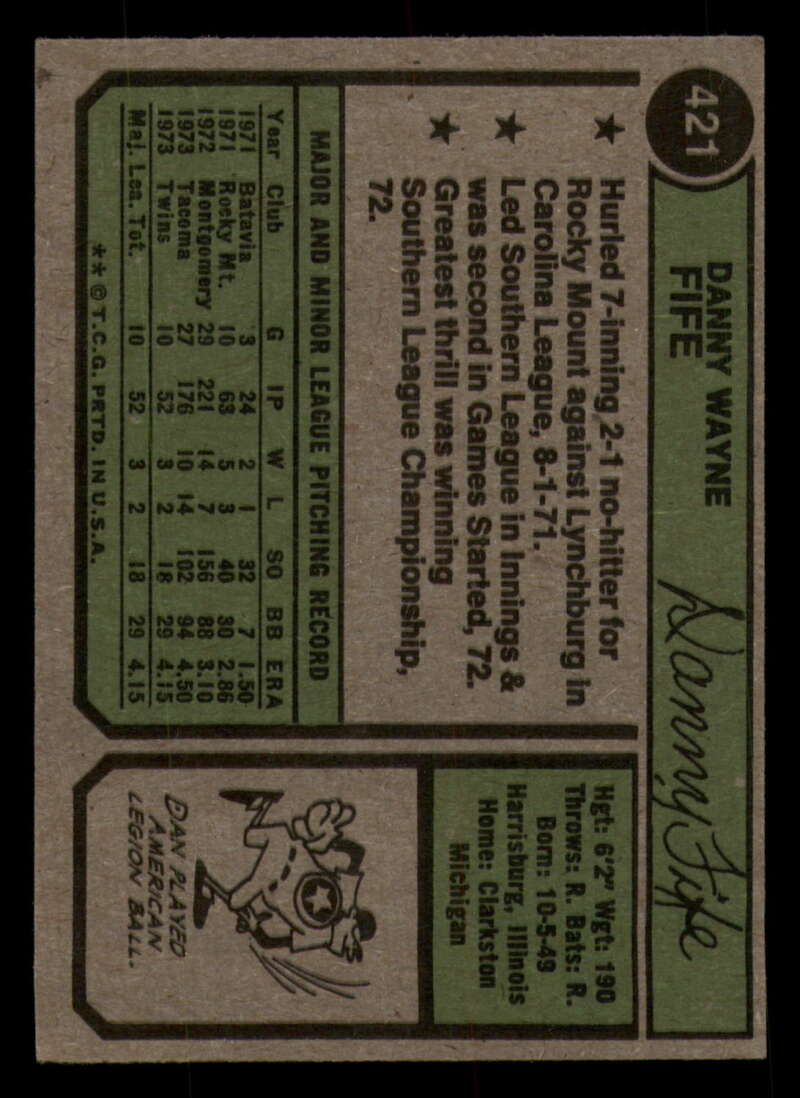 421
DANNY WAYNE
FIFE
Danny Fife
★ Hurled 7-inning 2-1 no-hitter for
Rocky Mount against Lynchburg in
Carolina League, 8-1-71.
★ Led Southern League in Innings &
was second in Games Started, 72.
★ Greatest thrill was winning
Southern League Championship,
72.
Hgt: 6'2" Wgt: 190
Throws: R. Bats: R.
Born: 10-5-49
Harrisburg, Illinois
Home: Clarkston
Michigan
MAJOR AND MINOR LEAGUE PITCHING RECORD
Year Club G IP W L SO BB ERA
1971 Batavia 3 24 2 1 32 7 1.50
1971 Rocky Mt. 10 63 5 3 40 30 2.86
1972 Montgomery 29 221 14 7 156 88 3.10
1973 Tacoma 27 176 10 14 102 94 4.50
1973 Twins 10 52 3 2 18 29 4.15
Maj. Lea. Tot. 10 52 3 2 18 29 4.15
**©T.C.G. PRTD. IN U.S.A.
DAN PLAYED
AMERICAN
LEGION BALL.